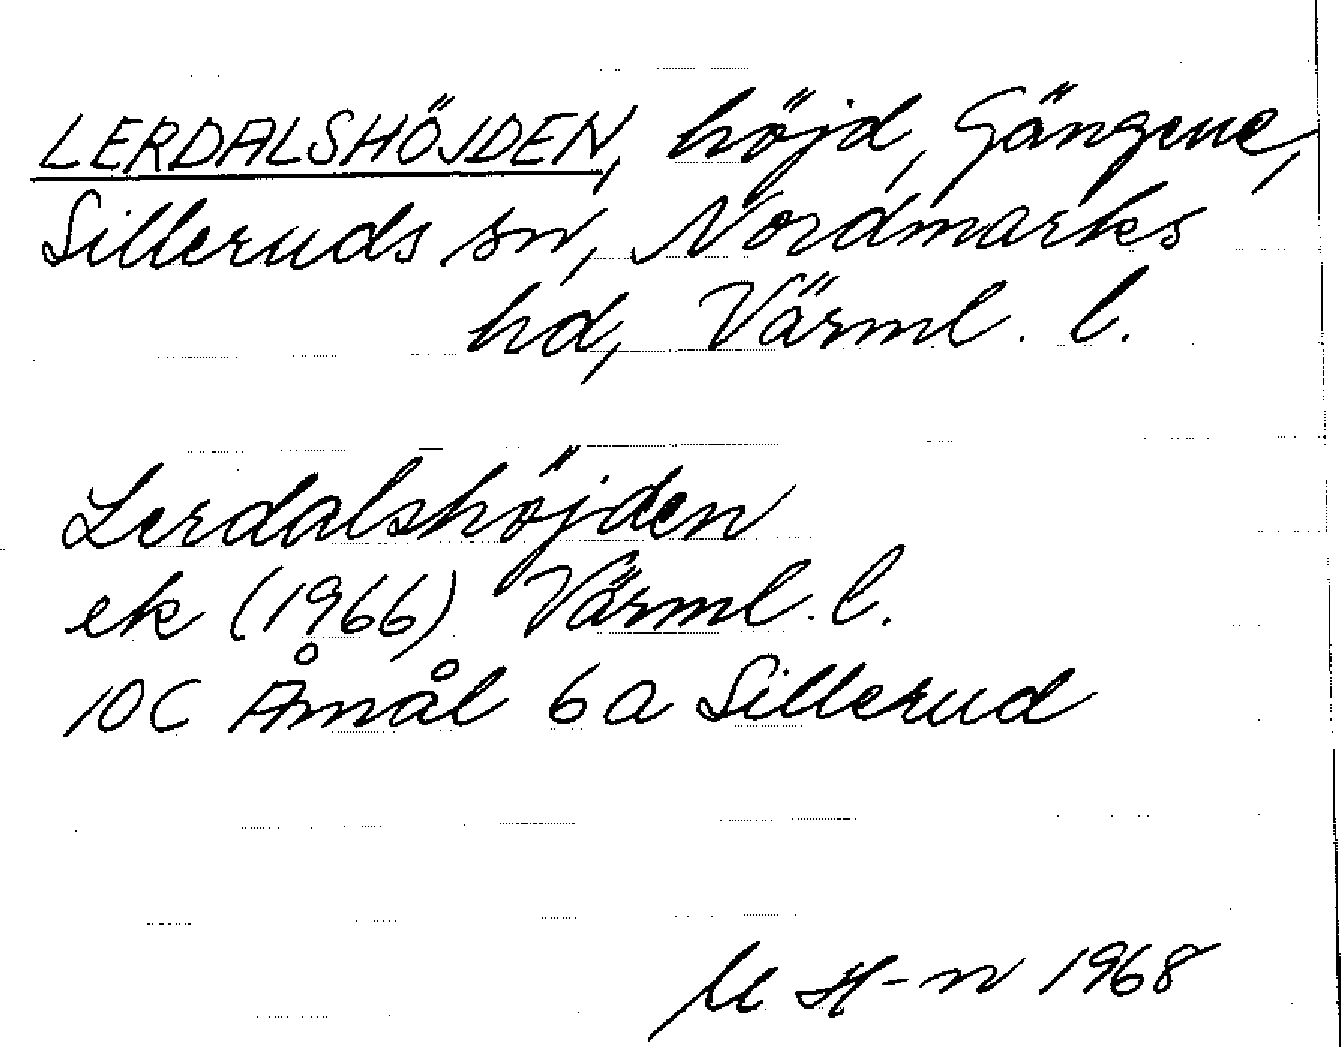 LERDALSHÖJDEN, höjd, Gängene,
Silleruds sn, Nordmarks
hd, Värml. l.
Lerdalshöjden
ek (1966) Värml. l.
10C Åmål 6a Sillerud
M H-n 1968